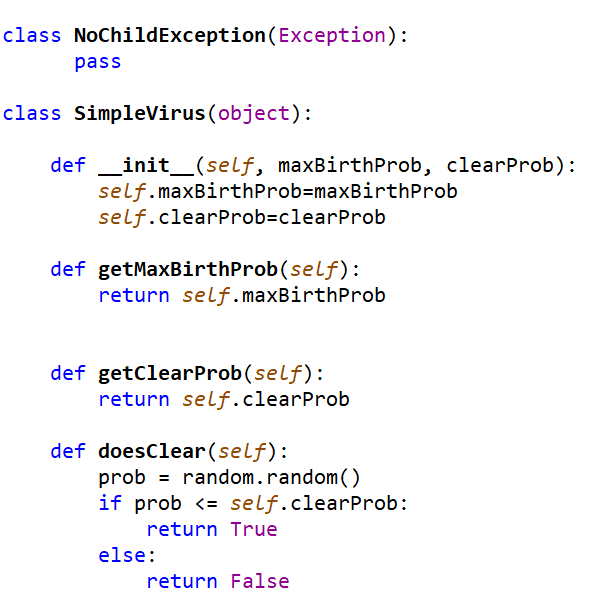 class NoChildException(Exception):
      pass

class SimpleVirus(object):

    def __init__(self, maxBirthProb, clearProb):
        self.maxBirthProb=maxBirthProb
        self.clearProb=clearProb

    def getMaxBirthProb(self):
        return self.maxBirthProb


    def getClearProb(self):
        return self.clearProb

    def doesClear(self):
        prob = random.random()
        if prob <= self.clearProb:
            return True
        else:
            return False